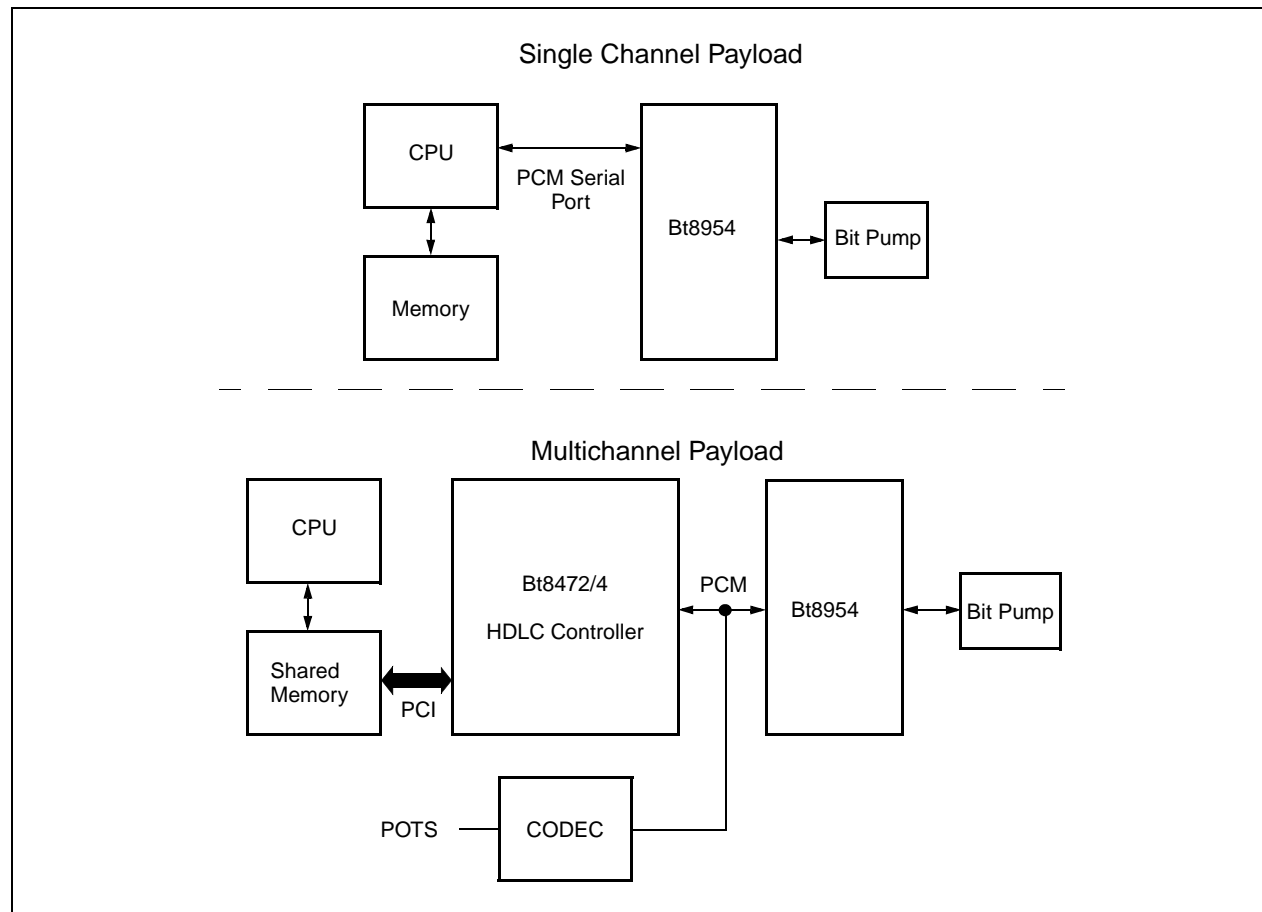 Single Channel Payload
CPU
PCM Serial
Port
Bt8954
Bit Pump
Memory
Multichannel Payload
CPU
Bt8472/4
HDLC Controller
PCM
Bt8954
Bit Pump
Shared
Memory
PCI
POTS
CODEC